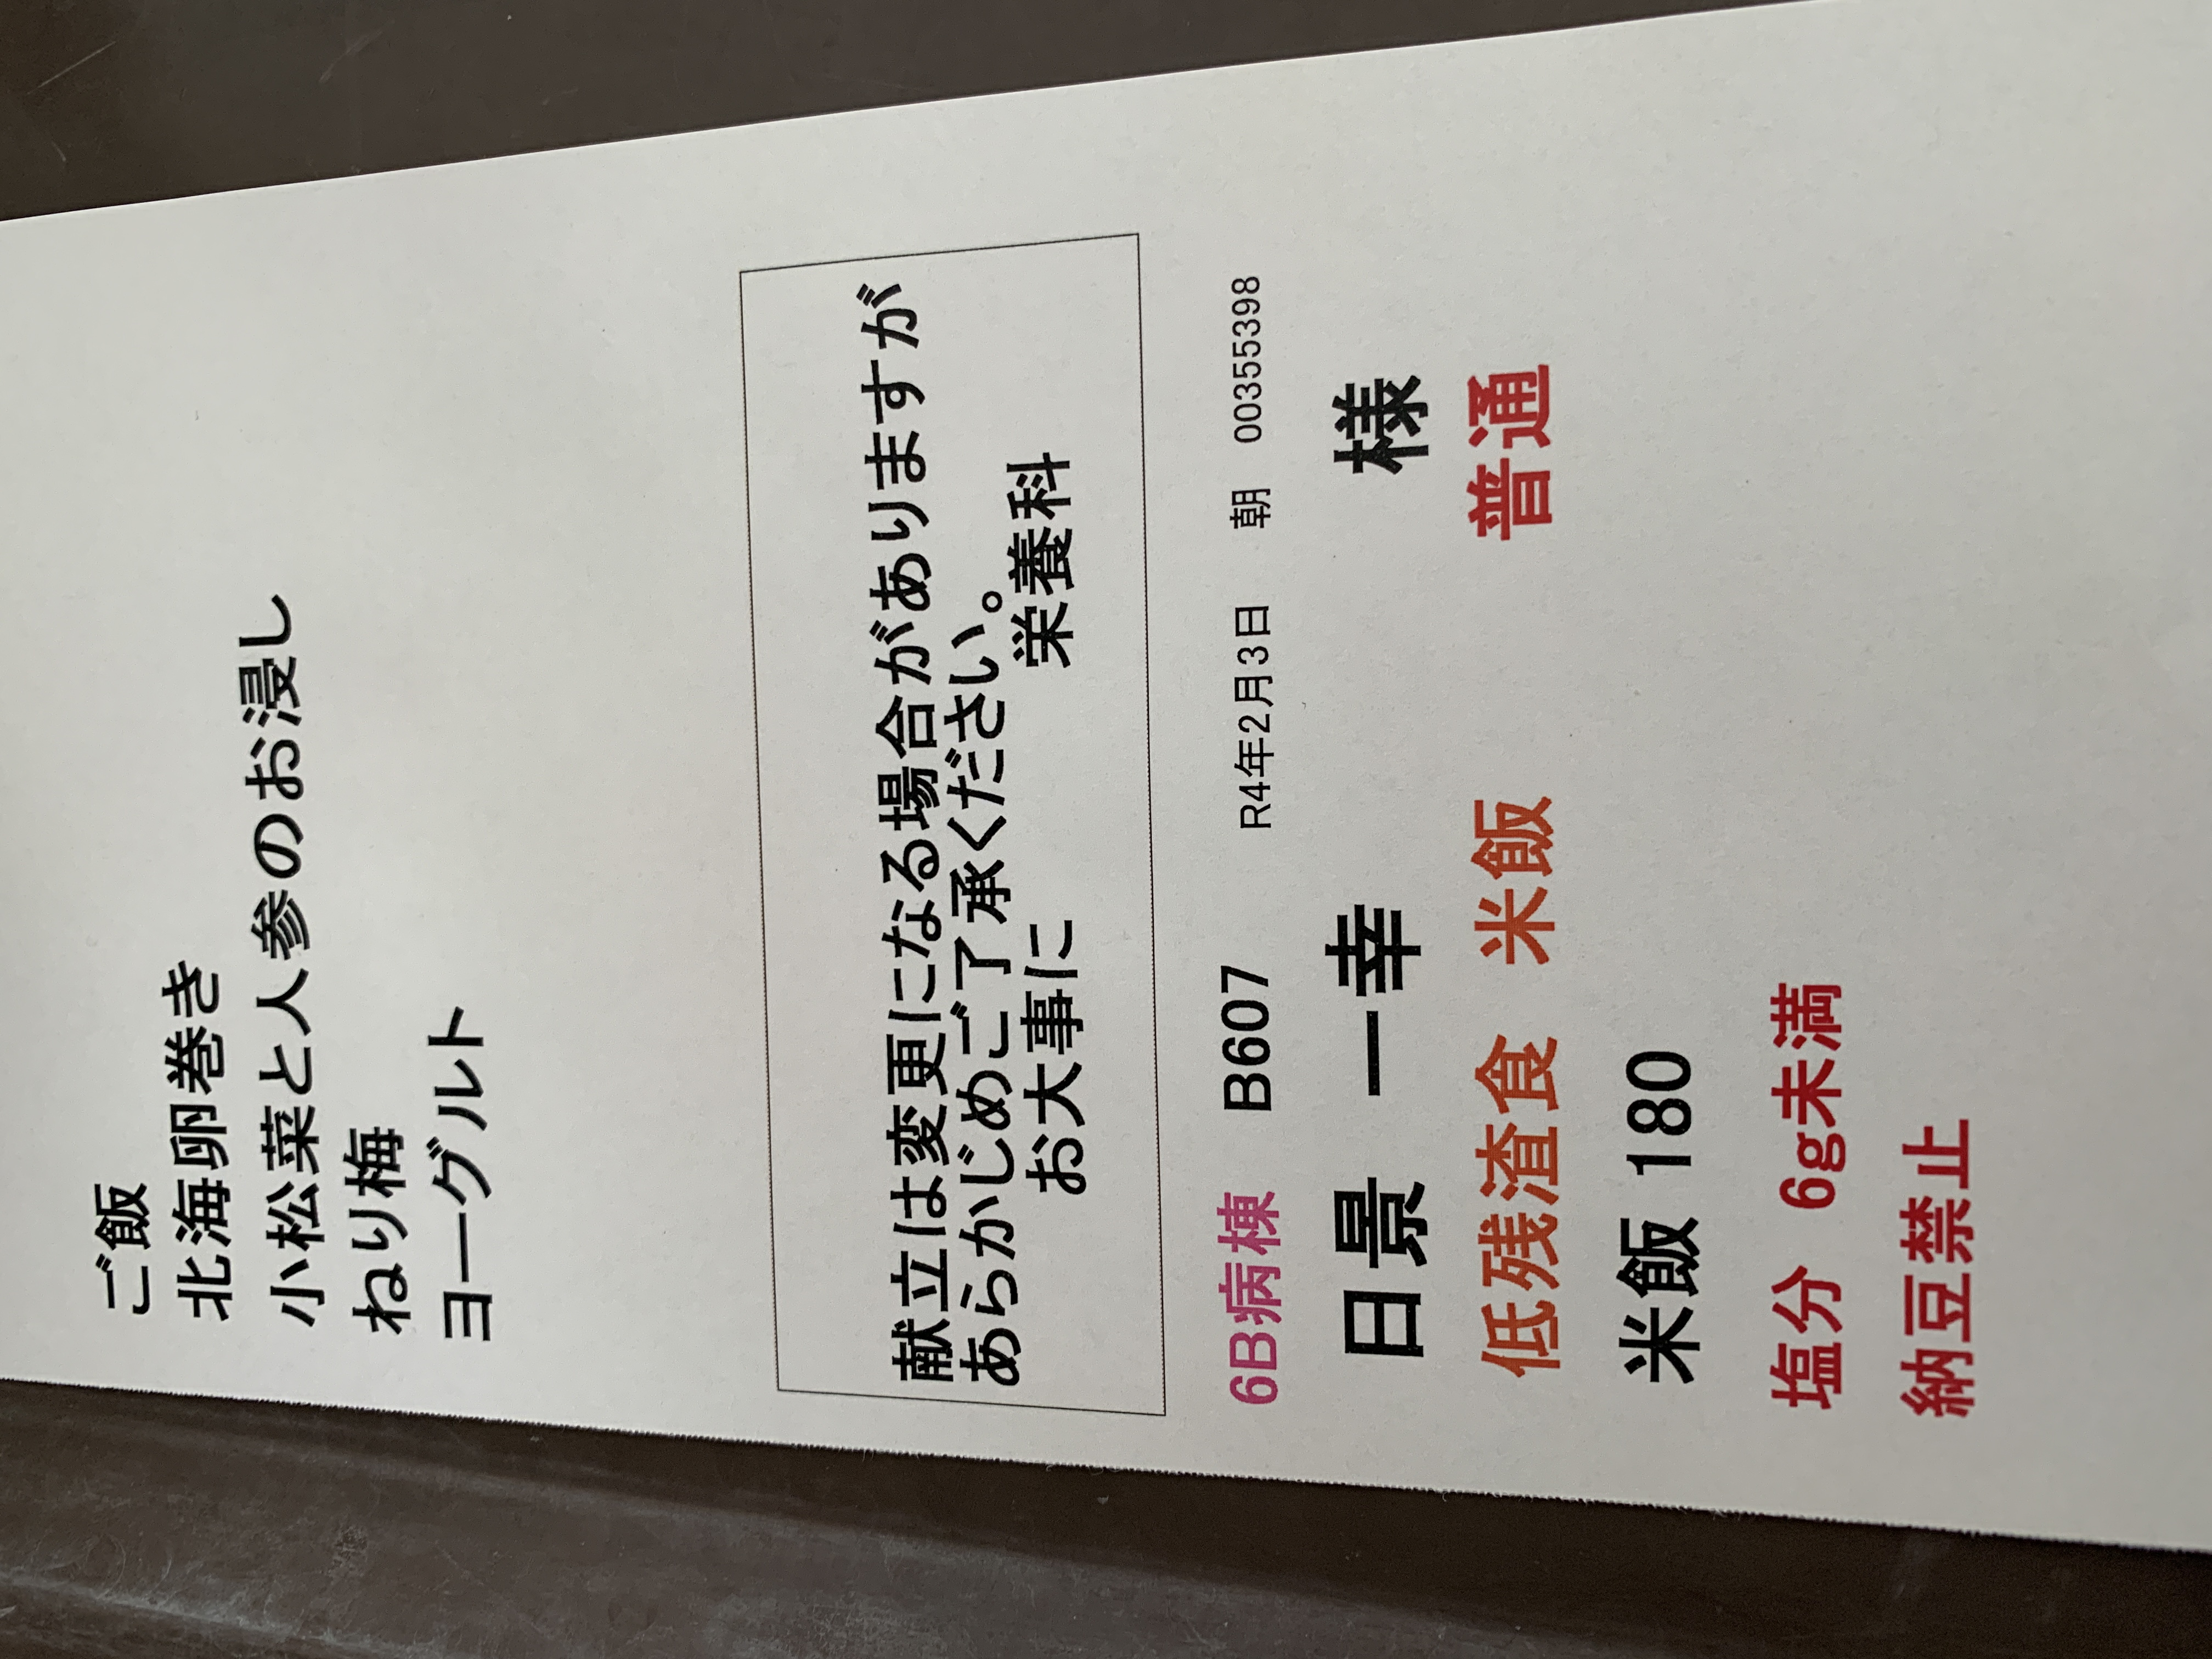 ご飯
北海卵巻き
小松菜と人参のお浸し
ねり梅
ヨーグルト
献立は変更になる場合がありますが
あらかじめご了承ください。
お大事に 栄養科
6B病棟 B607 R4年2月3日 朝 00355398
日景 一幸 様
低残渣食 米飯 普通
米飯 180
塩分 6g未満
納豆禁止